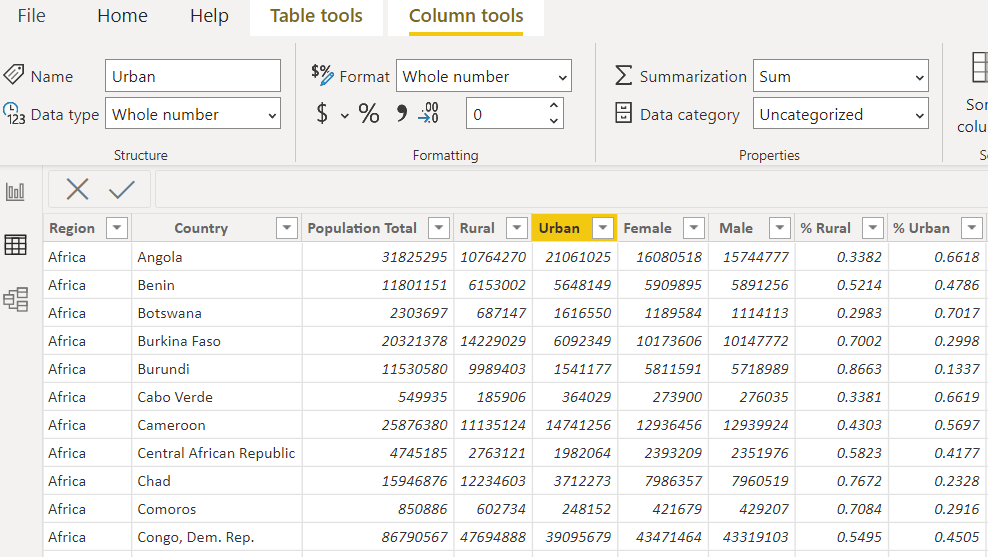 File Home Help Table tools Column tools
Name Urban $% Format Whole number Summarization Sum
Data type Whole number $ % 0 Data category Uncategorized
Structure Formatting Properties
Region Country Population Total Rural Urban Female Male % Rural % Urban
Africa Angola 31825295 10764270 21061025 16080518 15744777 0.3382 0.6618
Africa Benin 11801151 6153002 5648149 5909895 5891256 0.5214 0.4786
Africa Botswana 2303697 687147 1616550 1189584 1114113 0.2983 0.7017
Africa Burkina Faso 20321378 14229029 6092349 10173606 10147772 0.7002 0.2998
Africa Burundi 11530580 9989403 1541177 5811591 5718989 0.8663 0.1337
Africa Cabo Verde 549935 185906 364029 273900 276035 0.3381 0.6619
Africa Cameroon 25876380 11135124 14741256 12936456 12939924 0.4303 0.5697
Africa Central African Republic 4745185 2763121 1982064 2393209 2351976 0.5823 0.4177
Africa Chad 15946876 12234603 3712273 7986357 7960519 0.7672 0.2328
Africa Comoros 850886 602734 248152 421679 429207 0.7084 0.2916
Africa Congo, Dem. Rep. 86790567 47694888 39095679 43471464 43319103 0.5495 0.4505